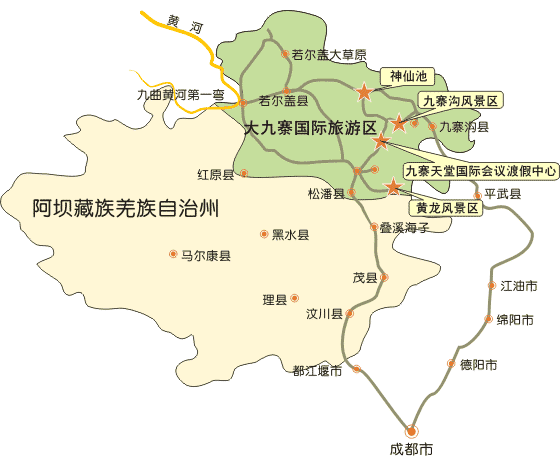 黄河
若尔盖大草原
神仙池
九曲黄河第一弯
若尔盖县
九寨沟风景区
大九寨国际旅游区
九寨沟县
九寨天堂国际会议渡假中心
红原县
松潘县
平武县
黄龙风景区
阿坝藏族羌族自治州
叠溪海子
黑水县
马尔康县
茂县
江油市
理县
汶川县
绵阳市
都江堰市
德阳市
成都市